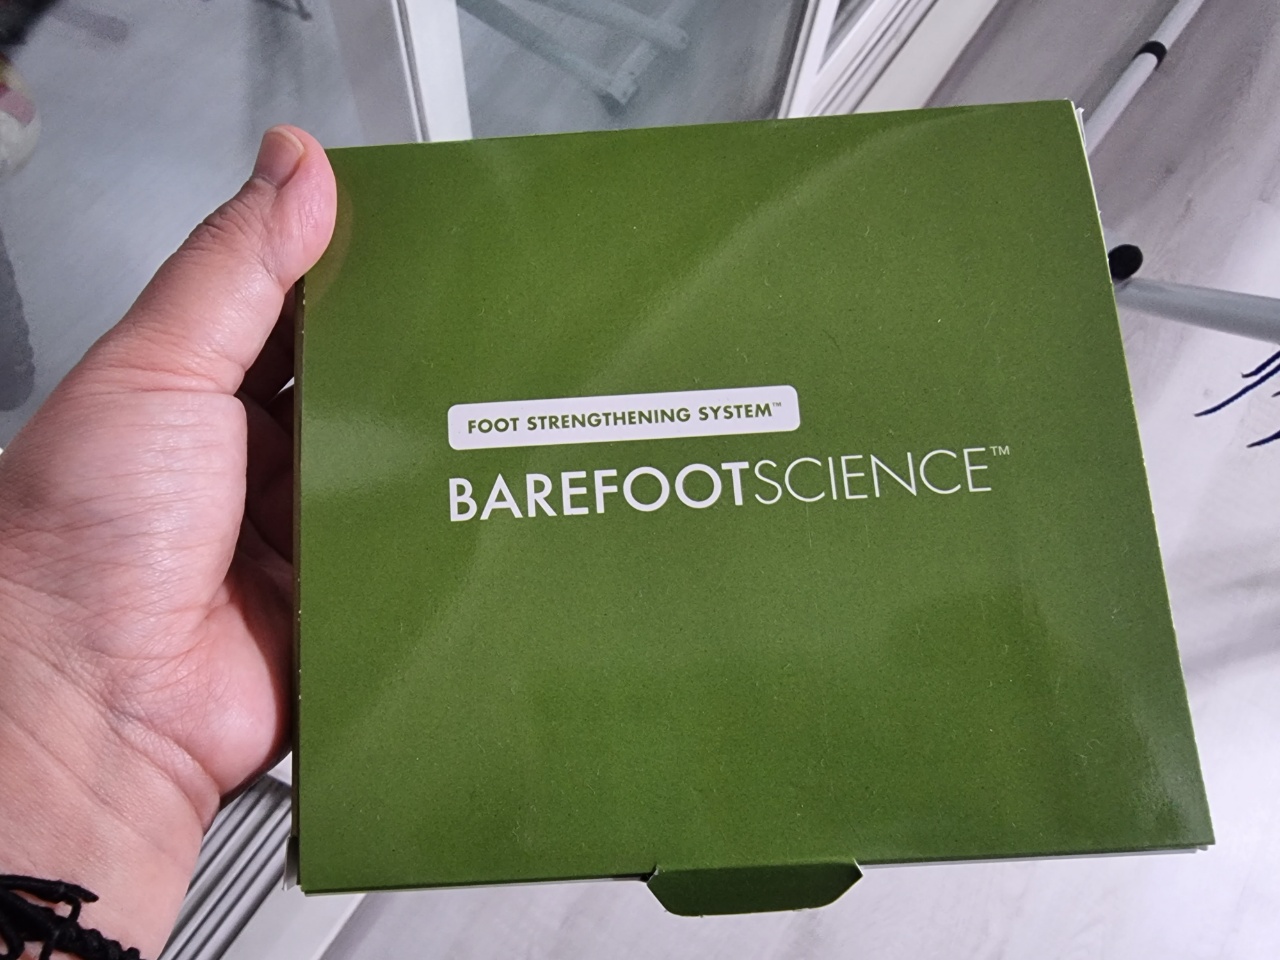 FOOT STRENGTHENING SYSTEM™
BAREFOOTSCIENCE™